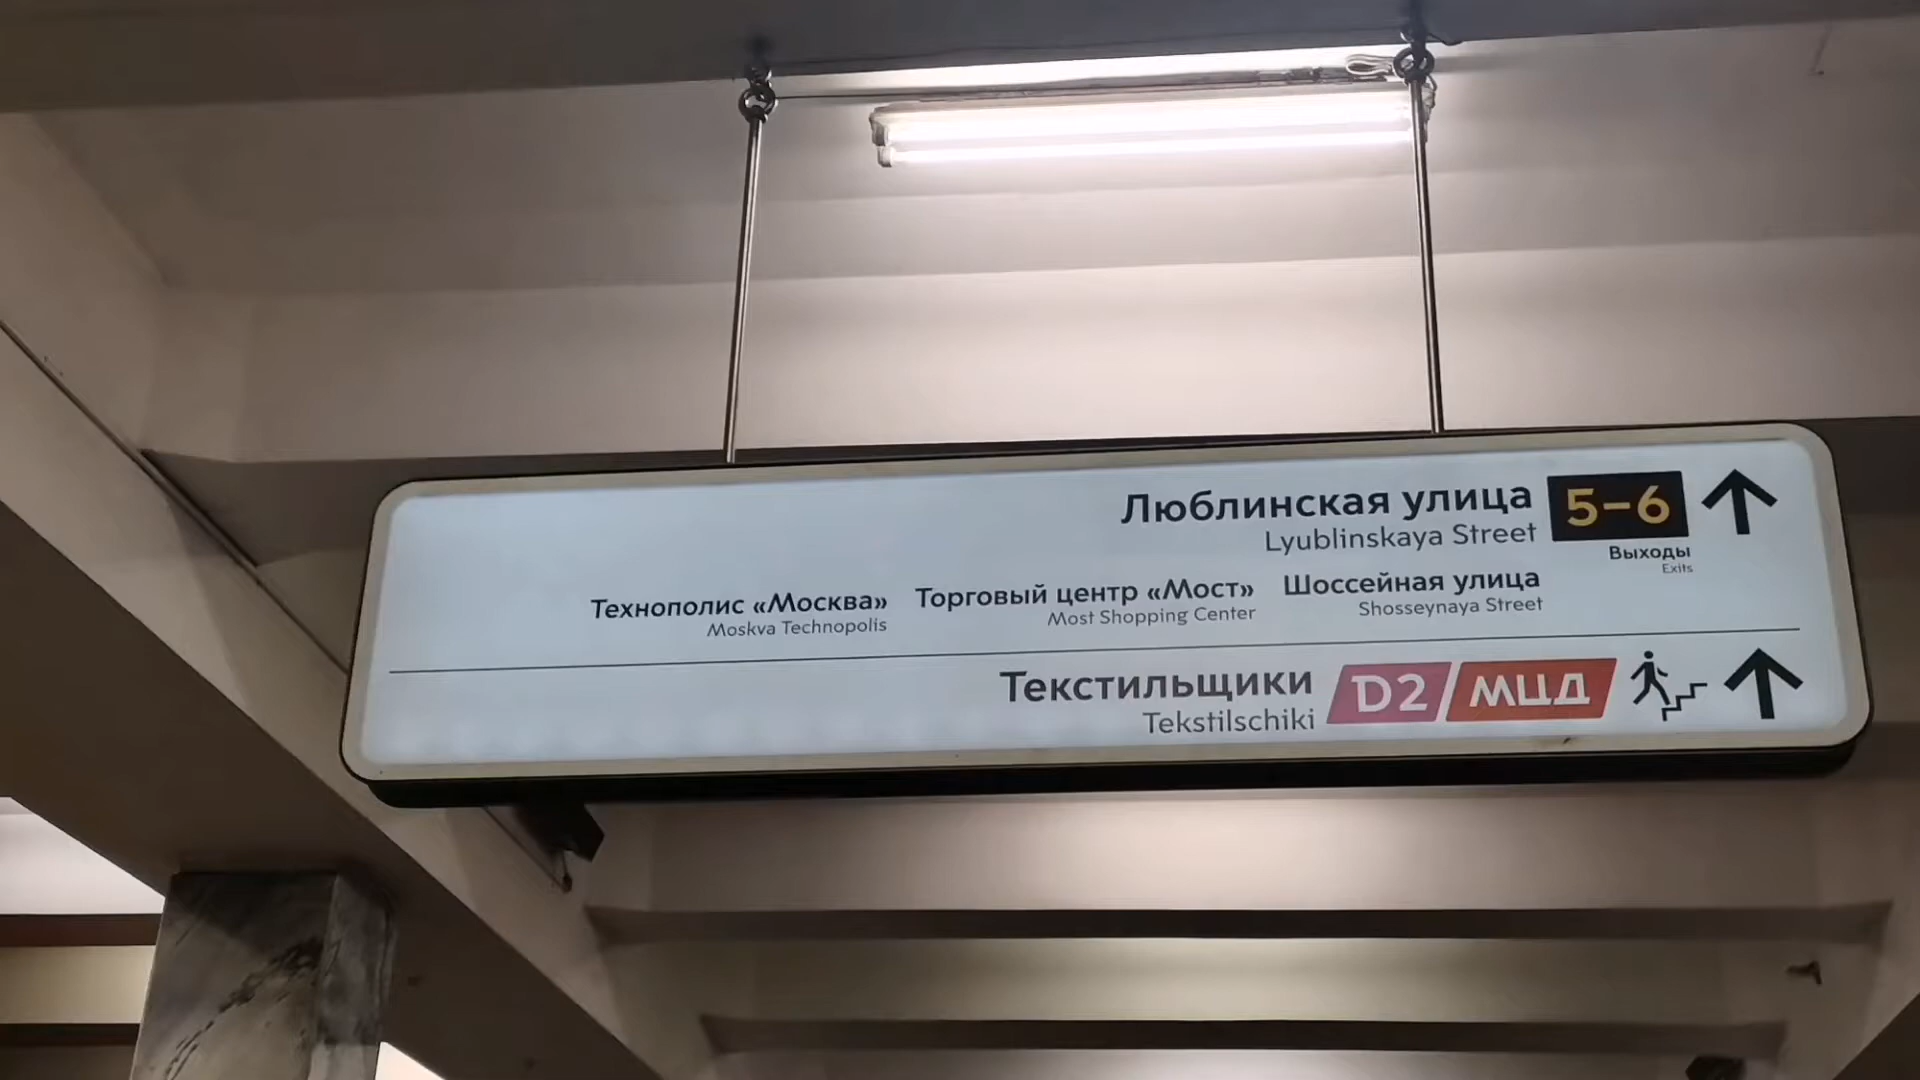 Люблинская улица 5–6
Lyublinskaya Street
Выходы
Exits
Технополис «Москва» Торговый центр «Мост» Шоссейная улица
Moskva Technopolis Most Shopping Center Shosseynaya Street
Текстильщики D2 МЦД
Tekstilschiki